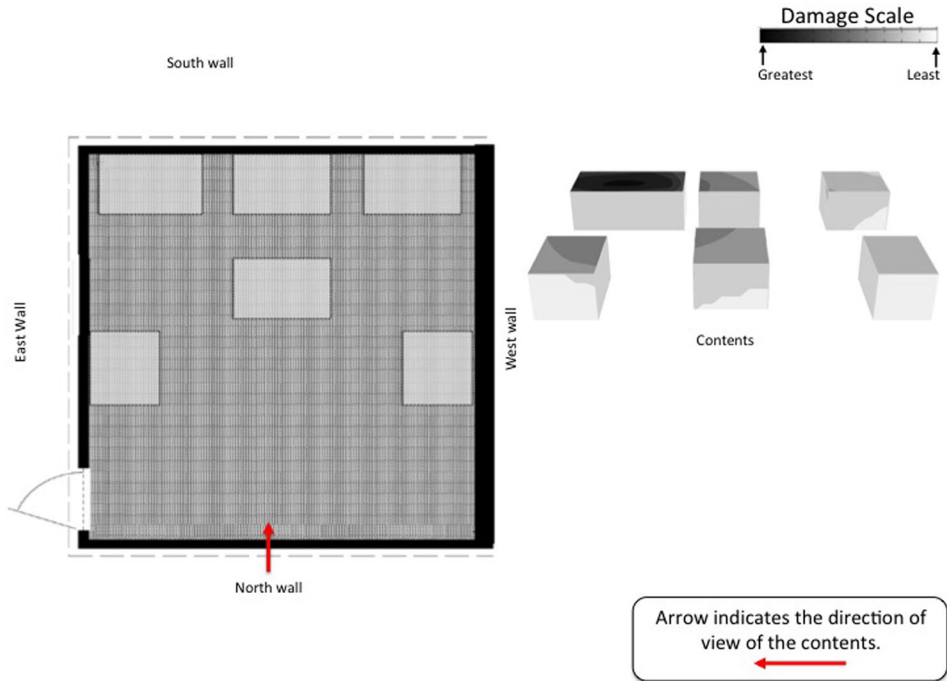 Damage Scale
Greatest
Least
South wall
East Wall
West wall
Contents
North wall
Arrow indicates the direction of
view of the contents.